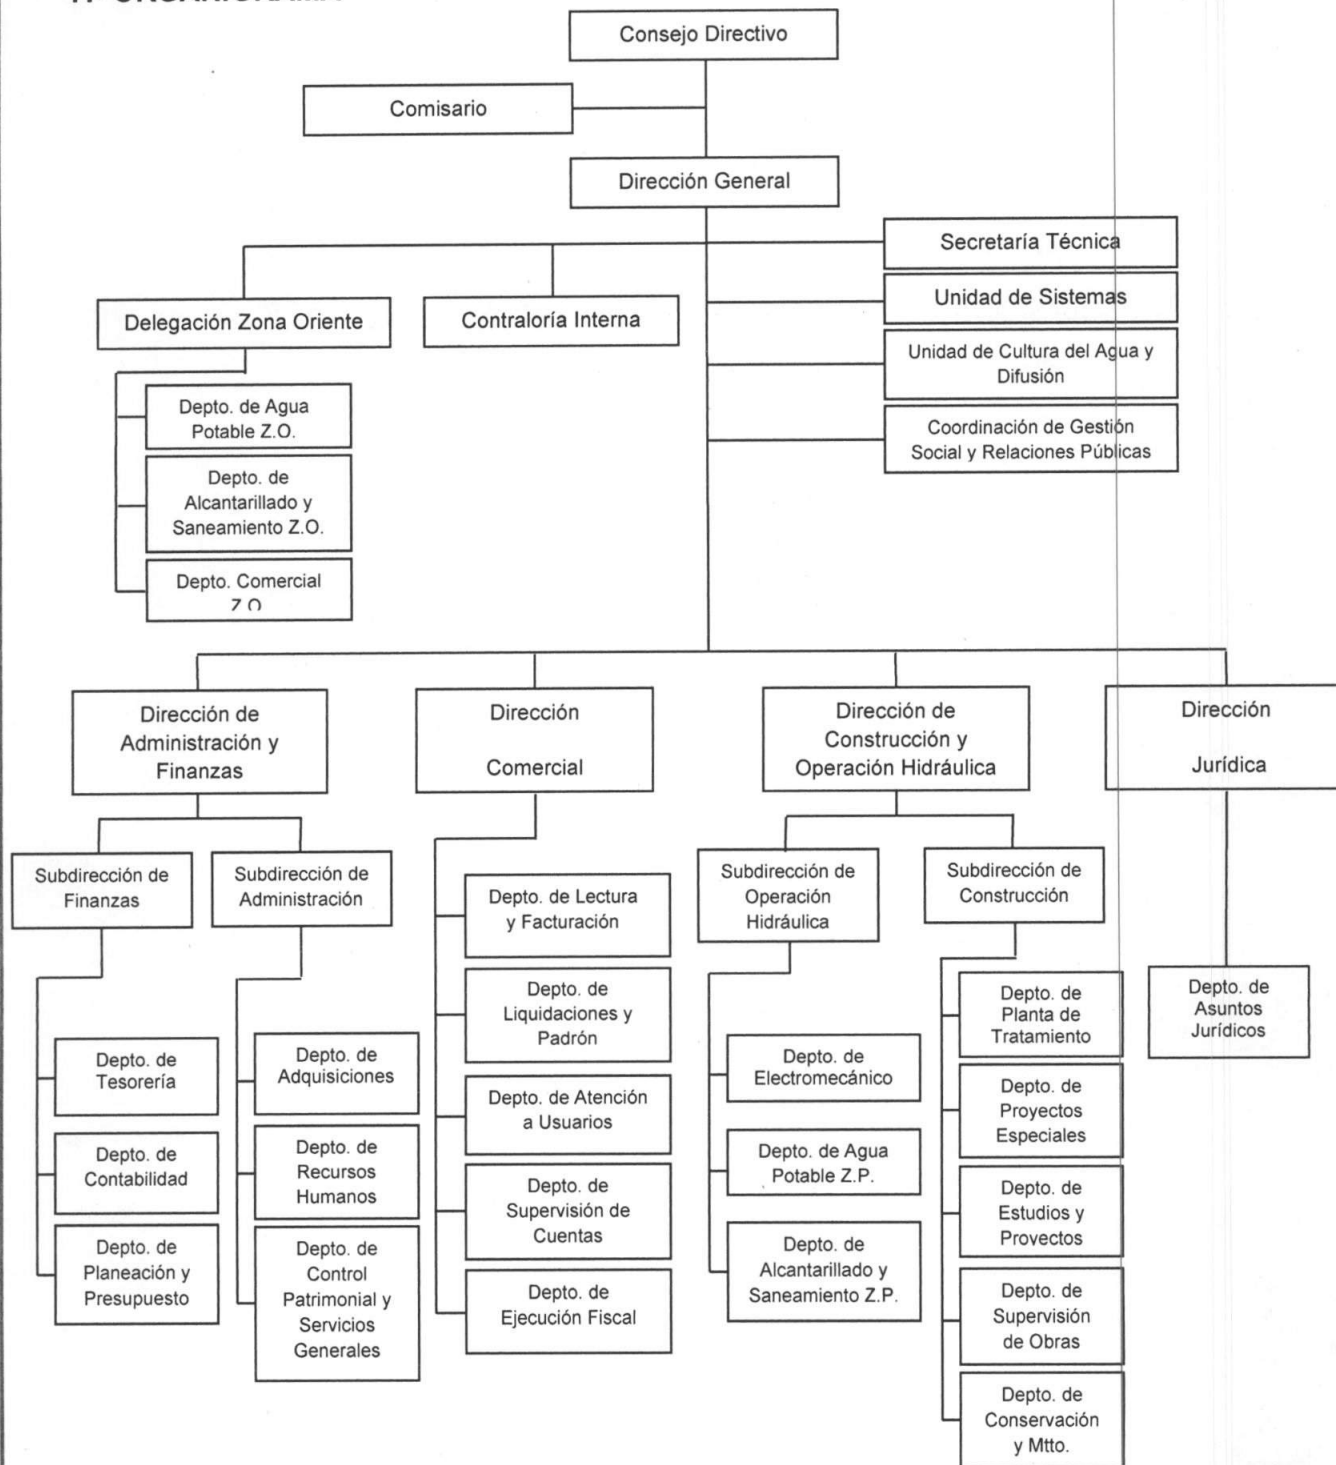 Consejo Directivo
Comisario
Dirección General
Secretaría Técnica
Unidad de Sistemas
Unidad de Cultura del Agua y
Difusión
Coordinación de Gestión
Social y Relaciones Públicas
Delegación Zona Oriente
Contraloría Interna
Depto. de Agua
Potable Z.O.
Depto. de
Alcantarillado y
Saneamiento Z.O.
Depto. Comercial
Z.O
Dirección de
Administración y
Finanzas
Dirección
Comercial
Dirección de
Construcción y
Operación Hidráulica
Dirección
Jurídica
Subdirección de
Finanzas
Subdirección de
Administración
Subdirección de
Operación
Hidráulica
Subdirección de
Construcción
Depto. de
Tesorería
Depto. de
Contabilidad
Depto. de
Planeación y
Presupuesto
Depto. de
Adquisiciones
Depto. de
Recursos
Humanos
Depto. de
Control
Patrimonial y
Servicios
Generales
Depto. de Lectura
y Facturación
Depto. de
Liquidaciones y
Padrón
Depto. de Atención
a Usuarios
Depto. de
Supervisión de
Cuentas
Depto. de
Ejecución Fiscal
Depto. de
Electromecánico
Depto. de Agua
Potable Z.P.
Depto. de
Alcantarillado y
Saneamiento Z.P.
Depto. de
Planta de
Tratamiento
Depto. de
Proyectos
Especiales
Depto. de
Estudios y
Proyectos
Depto. de
Supervisión
de Obras
Depto. de
Conservación
y Mtto.
Depto. de
Asuntos
Jurídicos